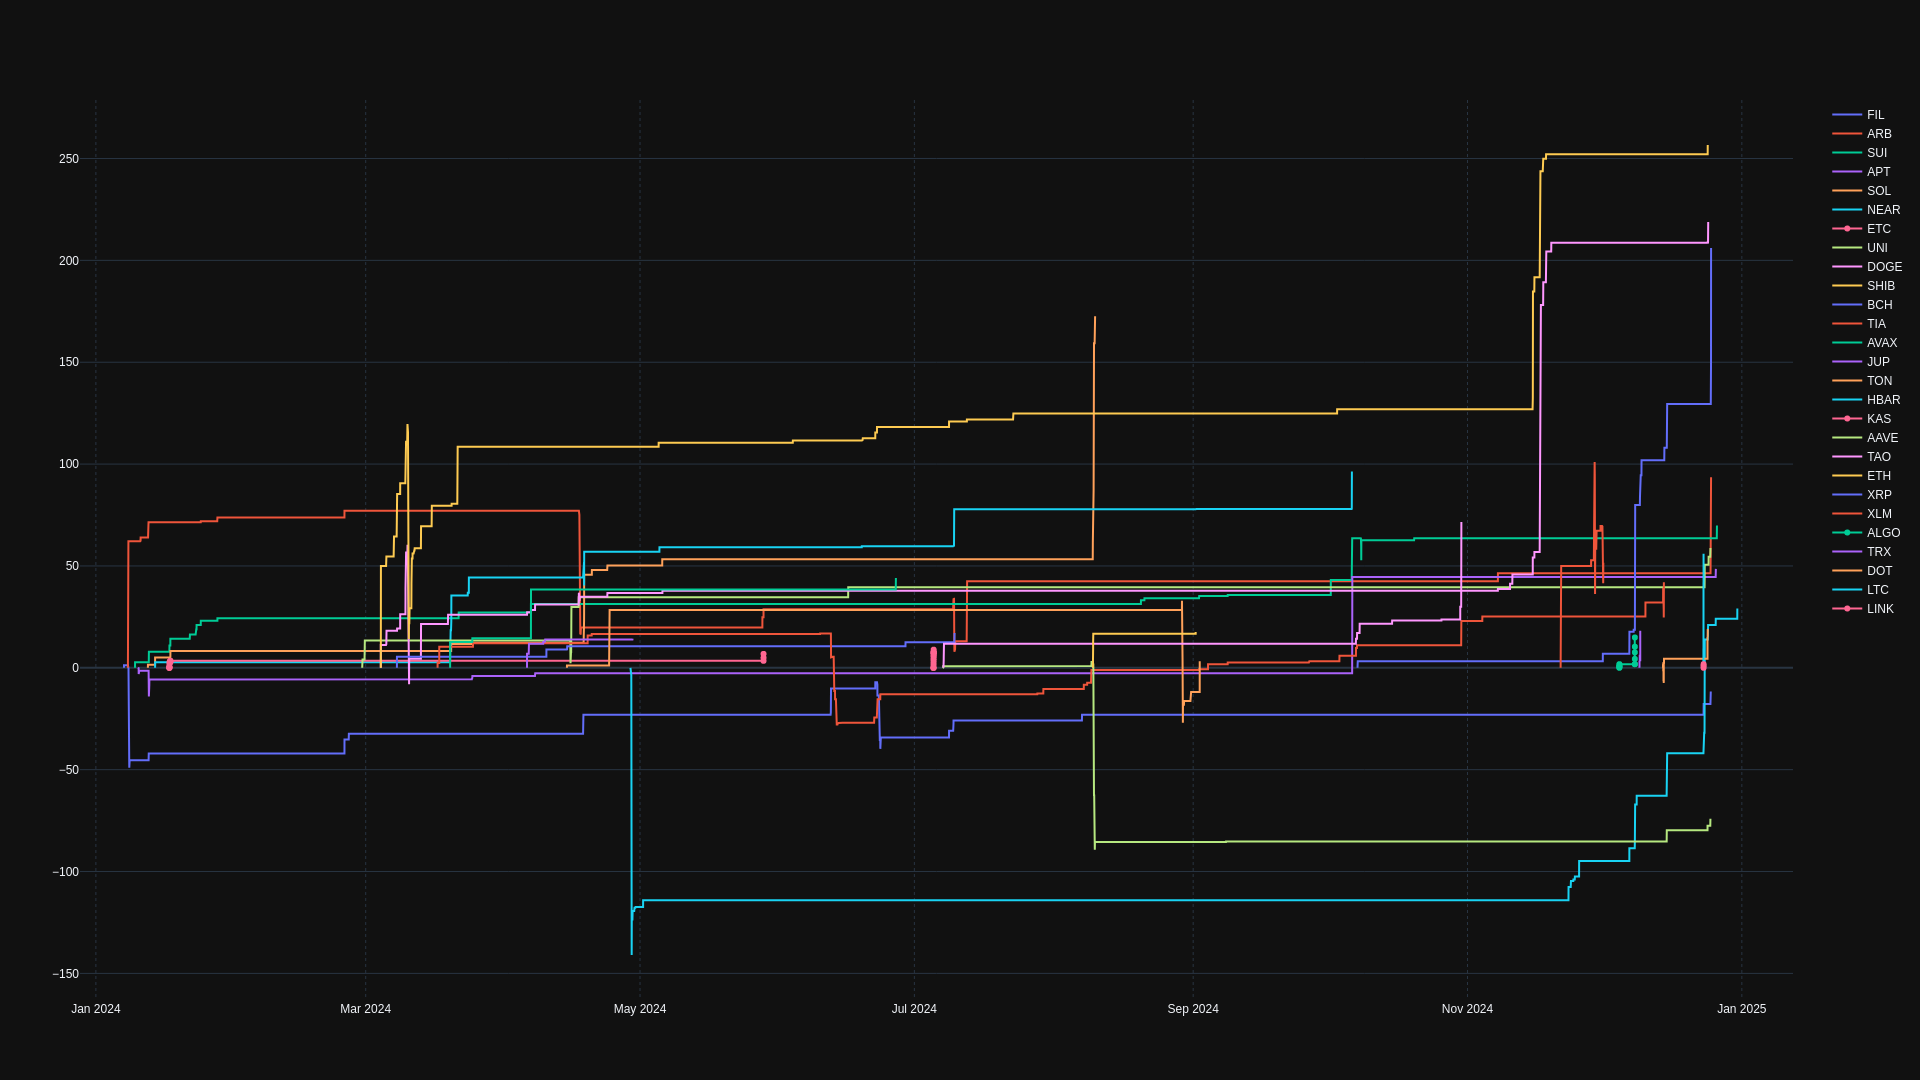 250
200
150
100
50
0
−50
−100
−150
Jan 2024
Mar 2024
May 2024
Jul 2024
Sep 2024
Nov 2024
Jan 2025
FIL
ARB
SUI
APT
SOL
NEAR
ETC
UNI
DOGE
SHIB
BCH
TIA
AVAX
JUP
TON
HBAR
KAS
AAVE
TAO
ETH
XRP
XLM
ALGO
TRX
DOT
LTC
LINK